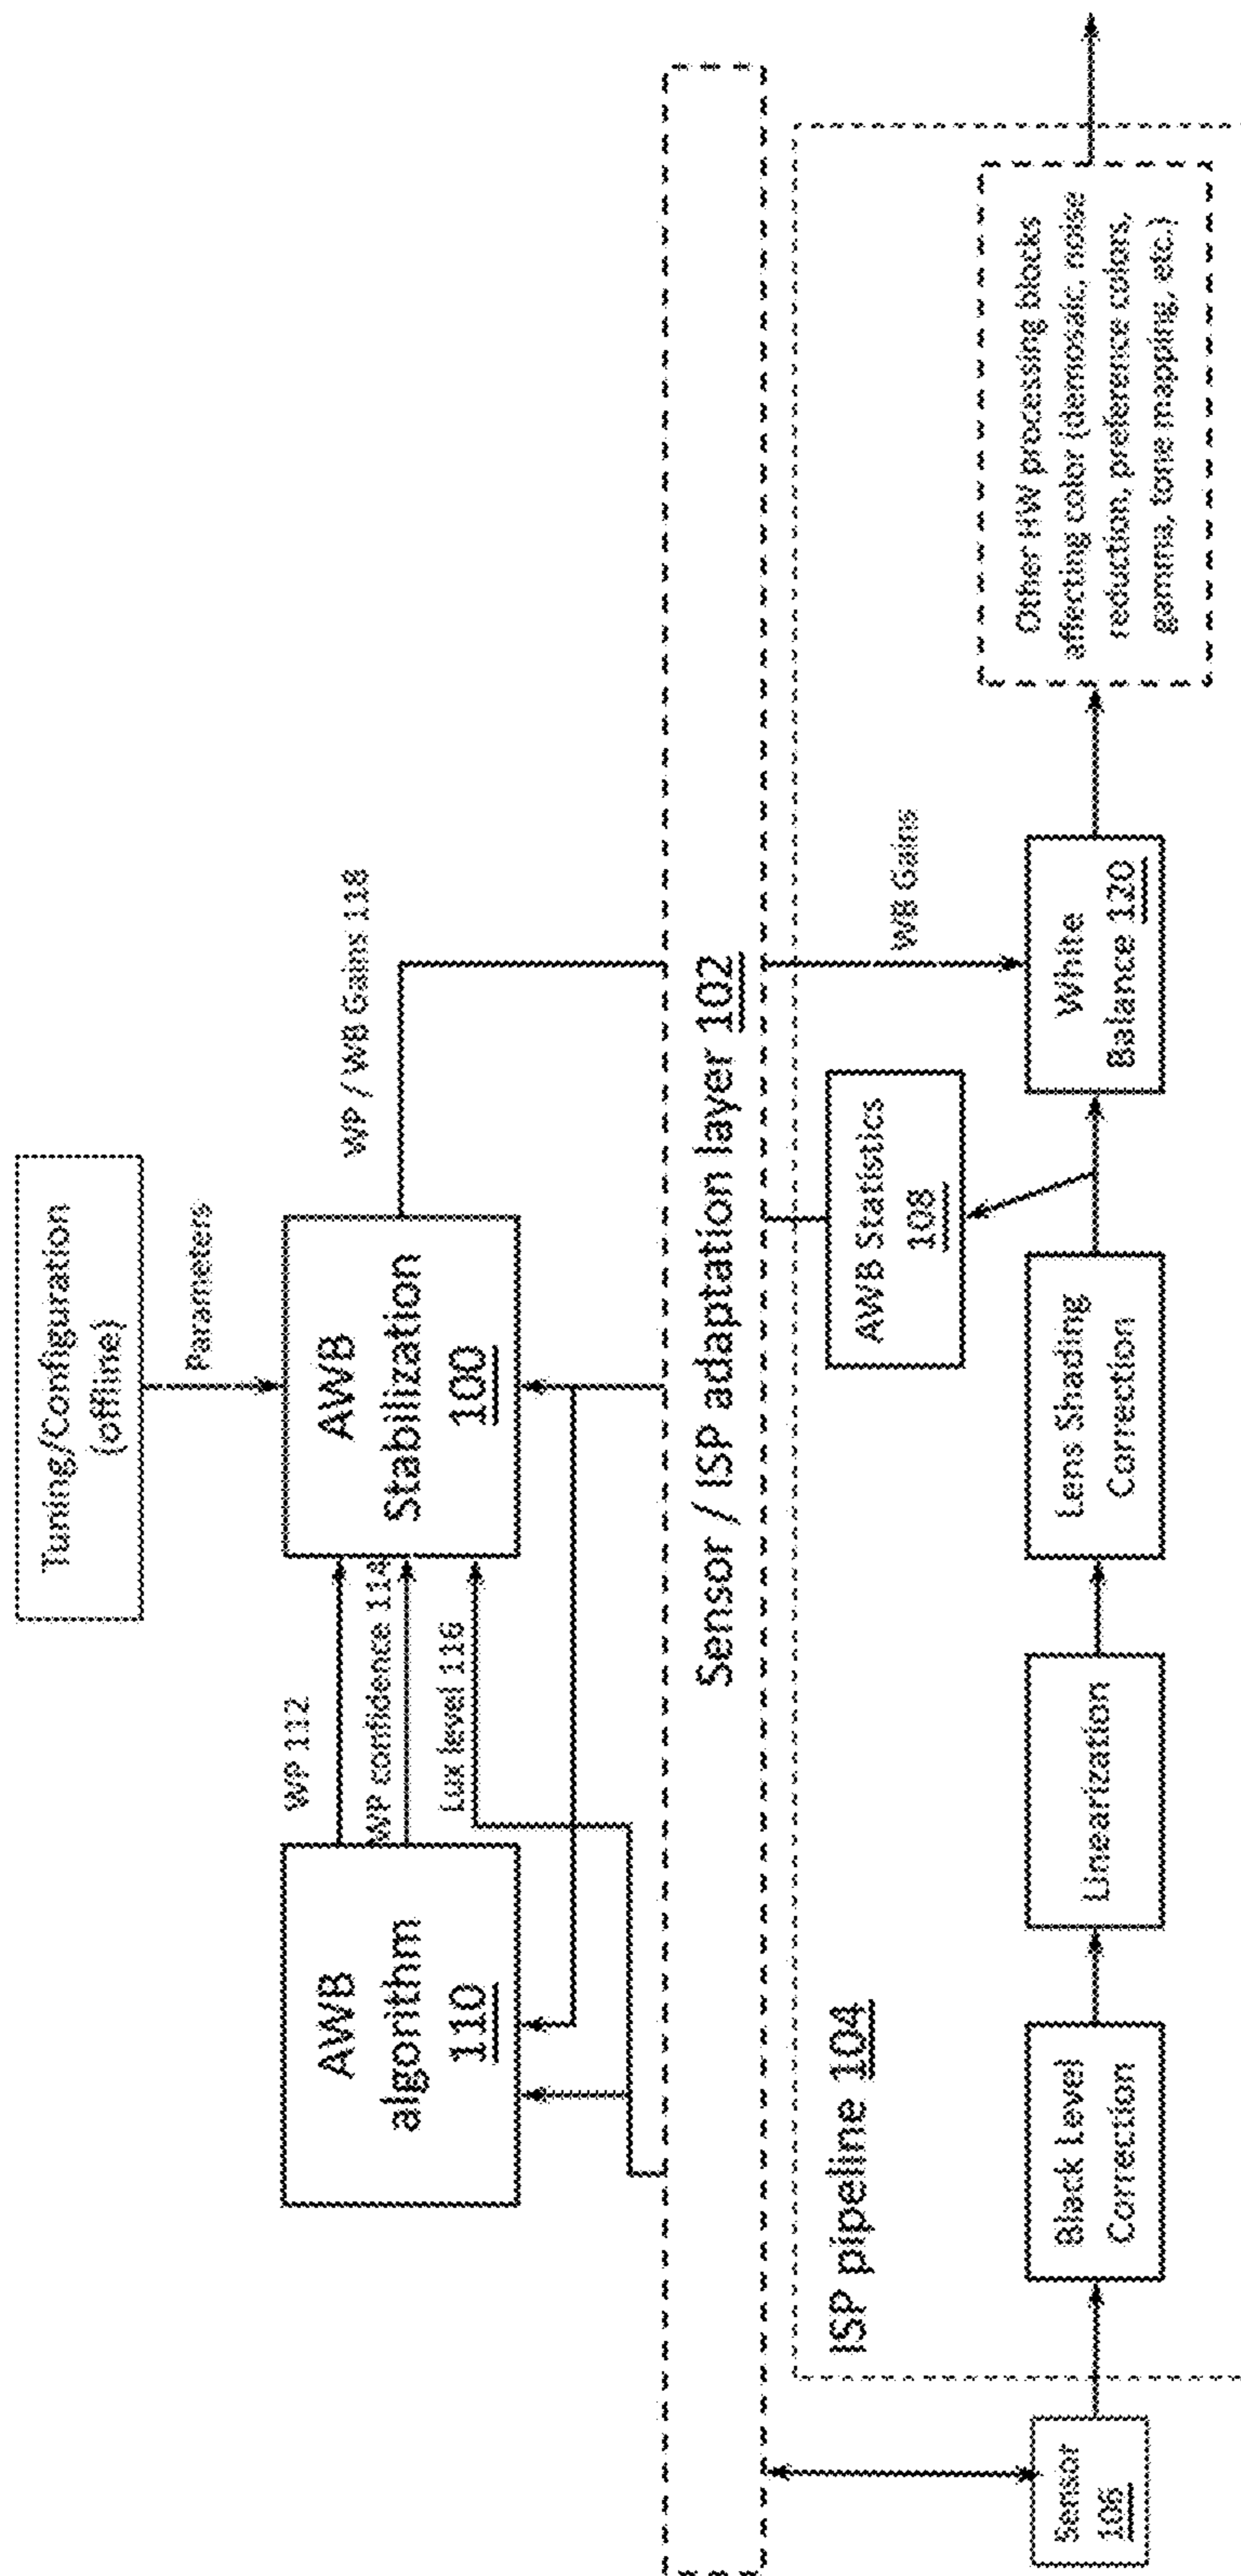 Tuning/Configuration
(offline)
Parameters
AWB
algorithm
110
WP 112
WP confidence 114
Lux level 116
AWB
Stabilization
100
WP / WB Gains 118
Sensor / ISP adaptation layer 102
ISP pipeline 104
AWB Statistics
108
WB Gains
Sensor
106
Black Level
Correction
Linearization
Lens Shading
Correction
White
Balance 120
Other HW processing blocks
affecting color (demosaic, noise
reduction, preference colors,
gamma, tone mapping, etc.)